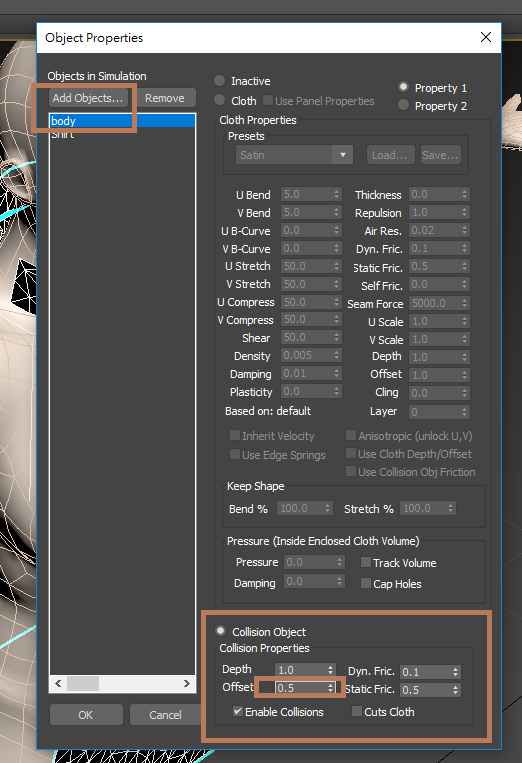 Object Properties
Objects in Simulation
Add Objects... Remove
body
Shirt
Inactive
Cloth Use Panel Properties
Property 1
Property 2
Cloth Properties
Presets
Satin Load... Save...
U Bend 5.0 Thickness 0.0
V Bend 5.0 Repulsion 1.0
U B-Curve 0.0 Air Res. 0.02
V B-Curve 0.0 Dyn. Fric. 0.1
U Stretch 50.0 Static Fric. 0.5
V Stretch 50.0 Self Fric. 0.0
U Compress 50.0 Seam Force 5000.0
V Compress 50.0 U Scale 1.0
Shear 50.0 V Scale 1.0
Density 0.005 Depth 1.0
Damping 0.01 Offset 1.0
Plasticity 0.0 Cling 0.0
Based on: default Layer 0
Inherit Velocity Anisotropic (unlock U,V)
Use Edge Springs Use Cloth Depth/Offset
Use Collision Obj Friction
Keep Shape
Bend % 100.0 Stretch % 100.0
Pressure (Inside Enclosed Cloth Volume)
Pressure 0.0 Track Volume
Damping 0.0 Cap Holes
Collision Object
Collision Properties
Depth 1.0 Dyn. Fric. 0.1
Offset 0.5 Static Fric. 0.5
Enable Collisions Cuts Cloth
OK Cancel